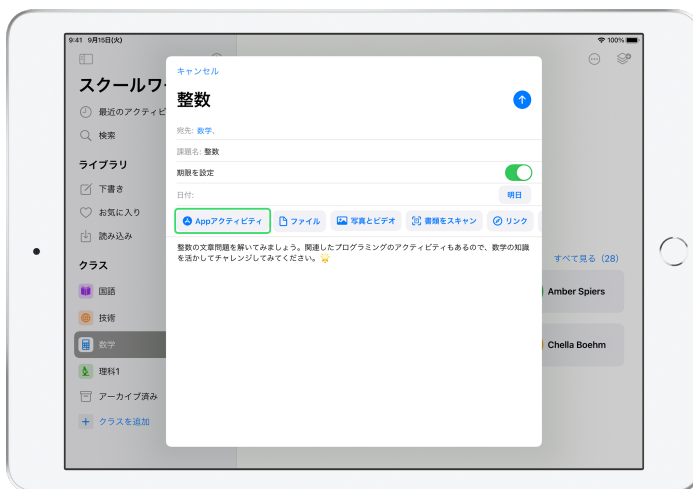 9:41 9月15日(火)
100%
スクールワ
最近のアクティビ
検索
ライブラリ
下書き
お気に入り
読み込み
クラス
国語
技術
数学
理科1
アーカイブ済み
クラスを追加
キャンセル
整数
宛先: 数学、
課題名: 整数
期限を設定
日付: 明日
Appアクティビティ ファイル 写真とビデオ 書類をスキャン リンク
整数の文章問題を解いてみましょう。関連したプログラミングのアクティビティもあるので、数学の知識
を活かしてチャレンジしてみてください。
すべて見る (28)
Amber Spiers
Chella Boehm